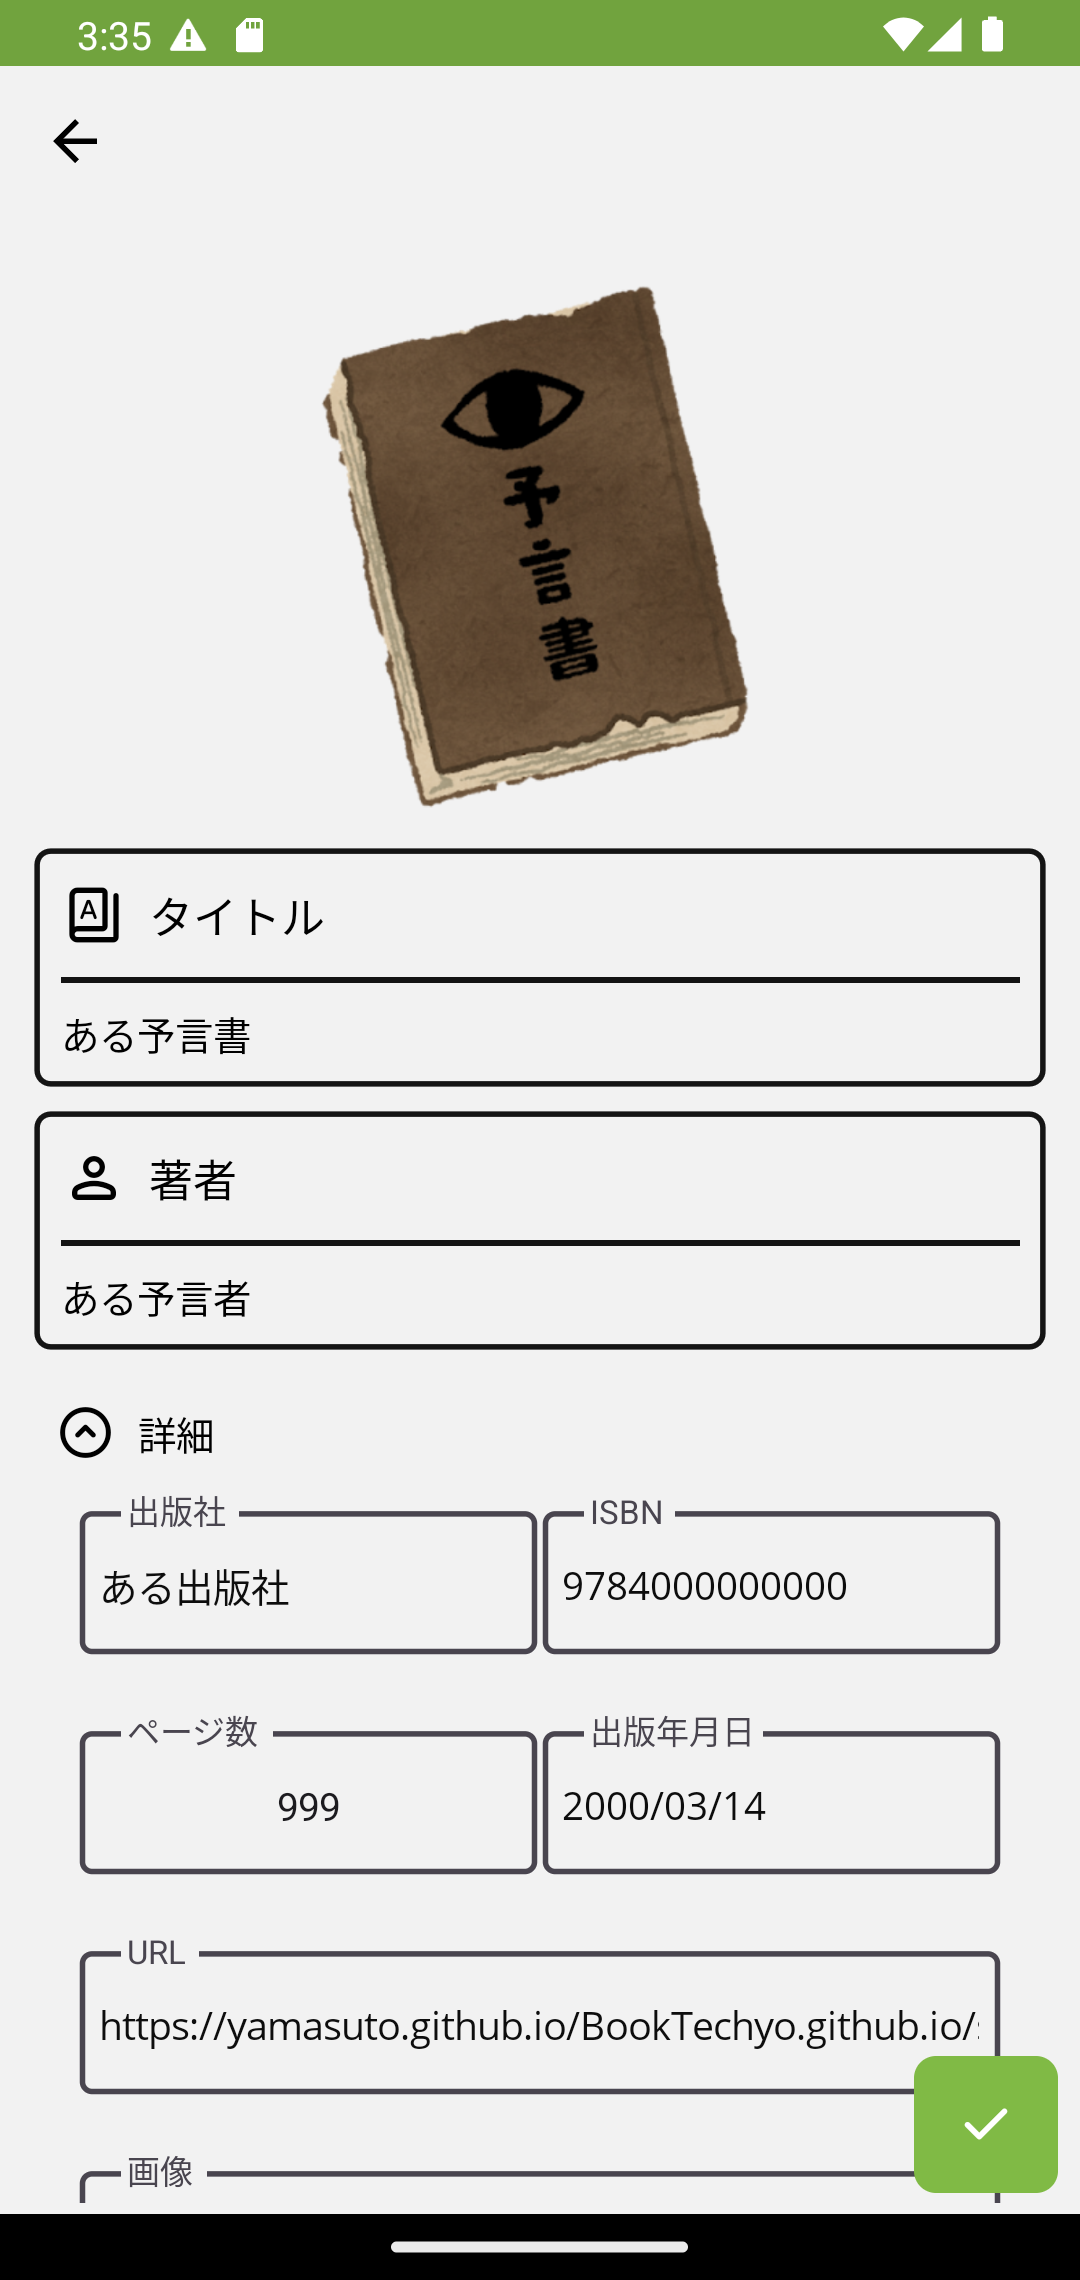 3:35
予言書
タイトル
ある予言書
著者
ある予言者
詳細
出版社
ある出版社
ISBN
9784000000000
ページ数
999
出版年月日
2000/03/14
URL
https://yamasuto.github.io/BookTechyo.github.io/
画像